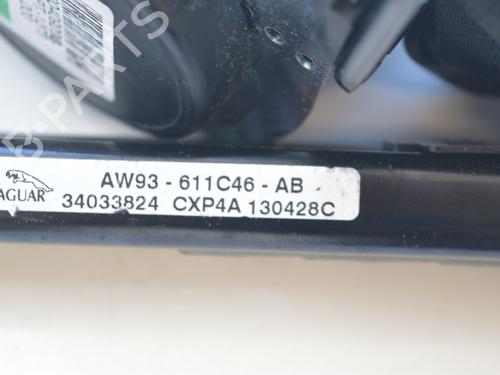 B-PARTS
AW93 - 611C46 - AB
JAGUAR 34033824 CXP4A 130428C